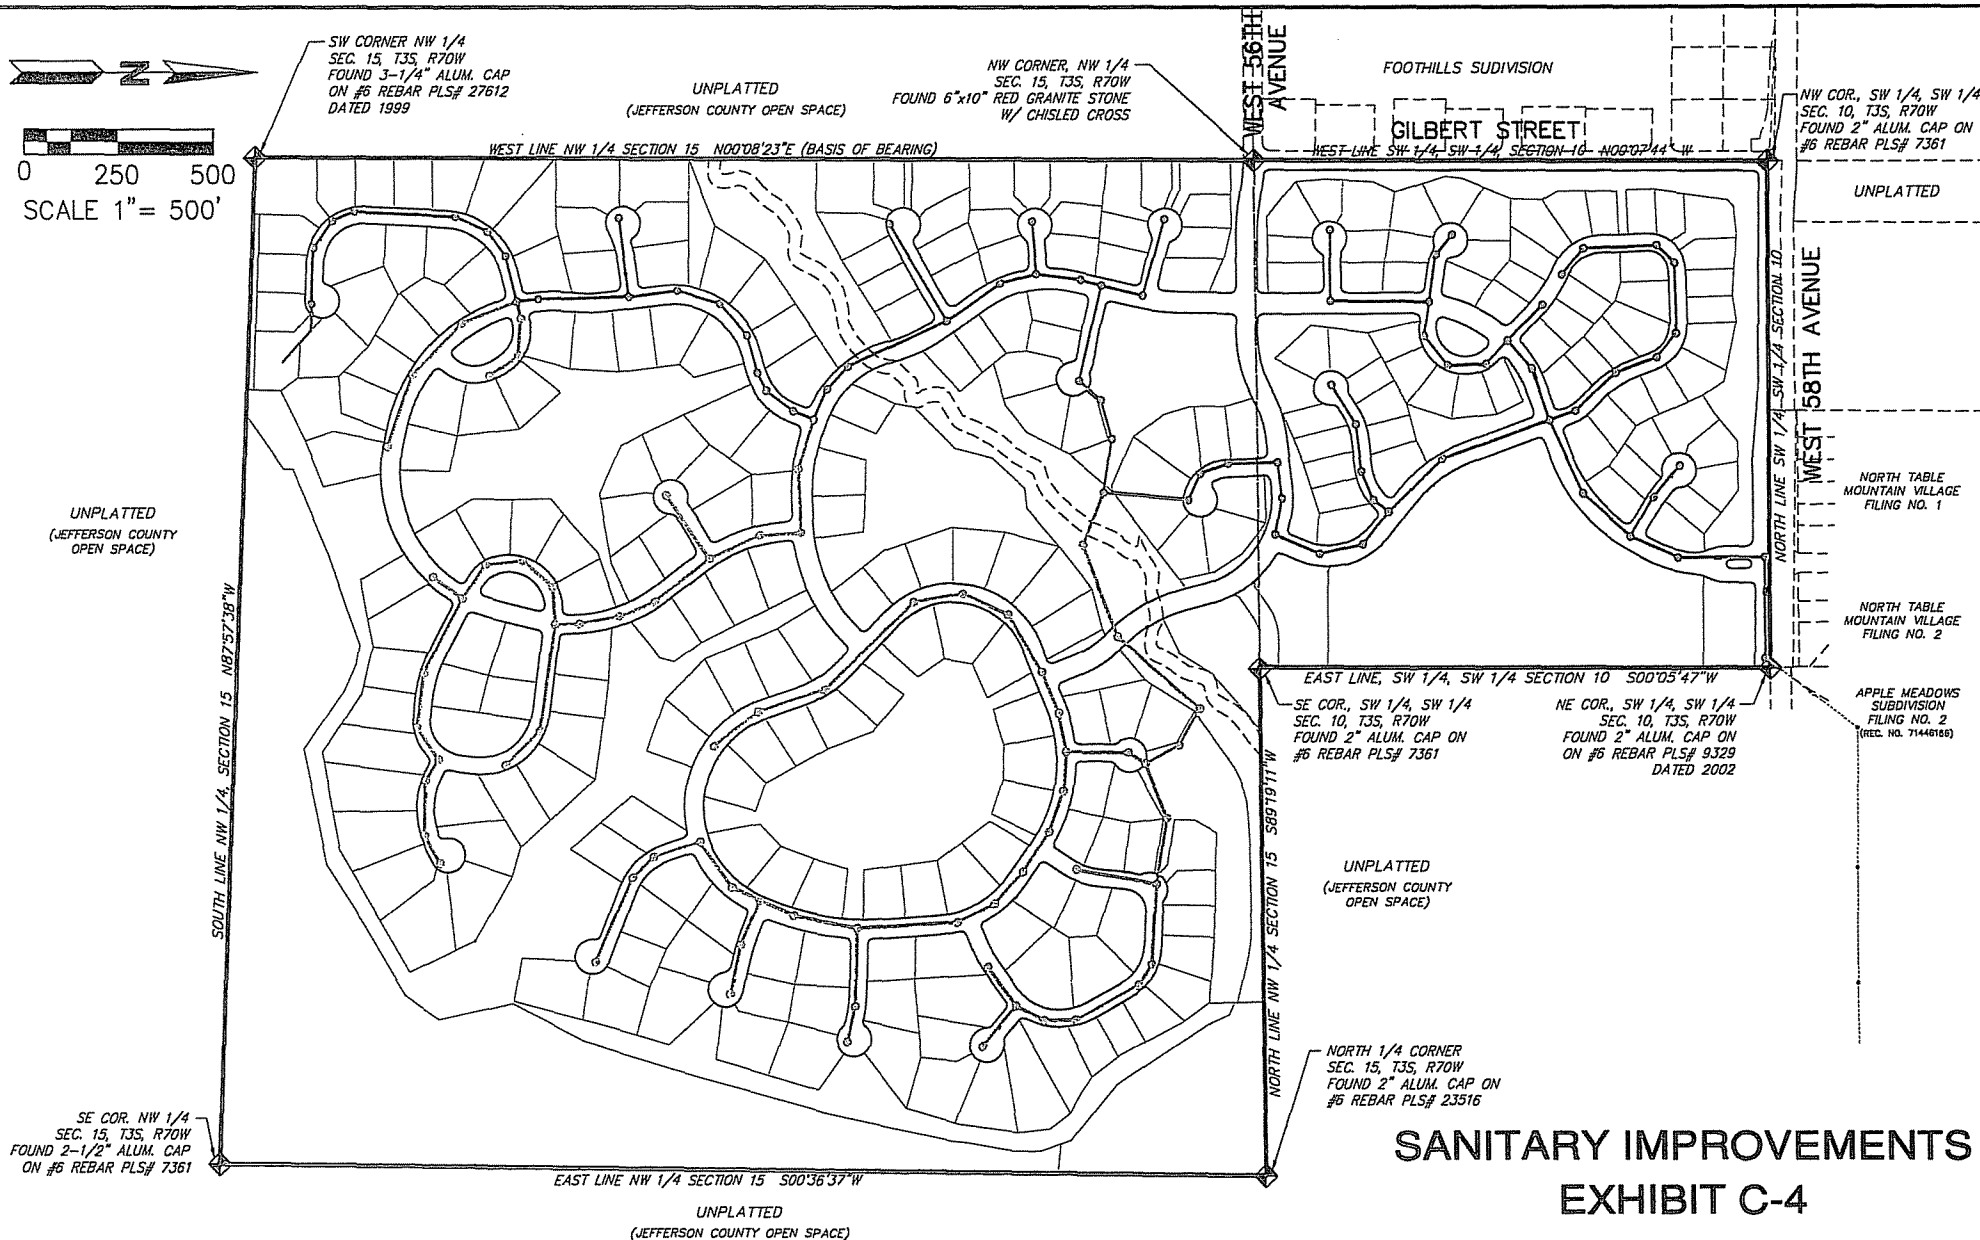 SW CORNER NW 1/4
SEC. 15, T3S, R70W
FOUND 3-1/4" ALUM. CAP
ON #6 REBAR PLS# 27612
DATED 1999
N
0 250 500
SCALE 1"= 500'
UNPLATTED
(JEFFERSON COUNTY OPEN SPACE)
NW CORNER, NW 1/4
SEC. 15, T3S, R70W
FOUND 6"x10" RED GRANITE STONE
W/ CHISLED CROSS
WEST 56TH
AVENUE
FOOTHILLS SUDIVISION
GILBERT STREET
NW COR., SW 1/4, SW 1/4
SEC. 10, T3S, R70W
FOUND 2" ALUM. CAP ON
#6 REBAR PLS# 7361
WEST LINE NW 1/4 SECTION 15 N00°08'23"E (BASIS OF BEARING)
WEST LINE SW 1/4, SW 1/4, SECTION 10 N00°07'44" W
UNPLATTED
WEST 58TH AVENUE
NORTH LINE SW 1/4, SW 1/4 SECTION 10
UNPLATTED
(JEFFERSON COUNTY
OPEN SPACE)
NORTH TABLE
MOUNTAIN VILLAGE
FILING NO. 1
NORTH TABLE
MOUNTAIN VILLAGE
FILING NO. 2
SOUTH LINE NW 1/4, SECTION 15 N87°57'38"W
EAST LINE, SW 1/4, SW 1/4 SECTION 10 S00°05'47"W
SE COR., SW 1/4, SW 1/4
SEC. 10, T3S, R70W
FOUND 2" ALUM. CAP ON
#6 REBAR PLS# 7361
NE COR., SW 1/4, SW 1/4
SEC. 10, T3S, R70W
FOUND 2" ALUM. CAP ON
ON #6 REBAR PLS# 9329
DATED 2002
APPLE MEADOWS
SUBDIVISION
FILING NO. 2
(REC. NO. 71446166)
NORTH LINE NW 1/4 SECTION 15 S89°19'11"W
UNPLATTED
(JEFFERSON COUNTY
OPEN SPACE)
NORTH 1/4 CORNER
SEC. 15, T3S, R70W
FOUND 2" ALUM. CAP ON
#6 REBAR PLS# 23516
SE COR. NW 1/4
SEC. 15, T3S, R70W
FOUND 2-1/2" ALUM. CAP
ON #6 REBAR PLS# 7361
EAST LINE NW 1/4 SECTION 15 S00°36'37"W
UNPLATTED
(JEFFERSON COUNTY OPEN SPACE)
SANITARY IMPROVEMENTS
EXHIBIT C-4